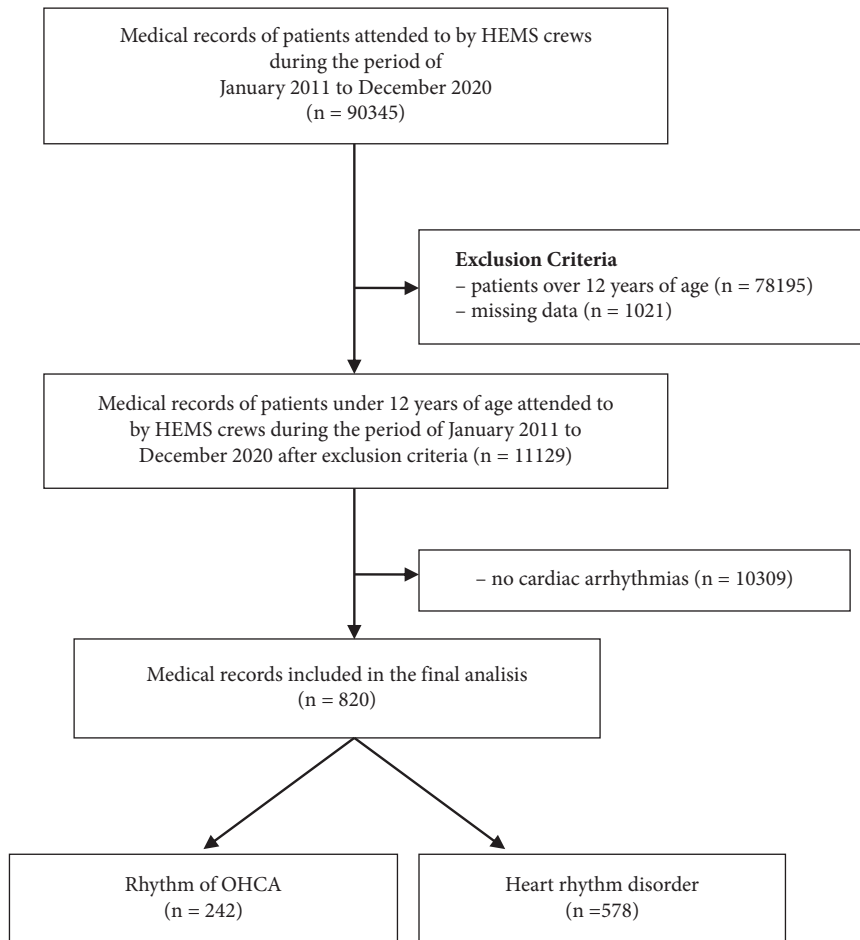 Medical records of patients attended to by HEMS crews
during the period of
January 2011 to December 2020
(n = 90345)
Exclusion Criteria
– patients over 12 years of age (n = 78195)
– missing data (n = 1021)
Medical records of patients under 12 years of age attended to
by HEMS crews during the period of January 2011 to
December 2020 after exclusion criteria (n = 11129)
– no cardiac arrhythmias (n = 10309)
Medical records included in the final analisis
(n = 820)
Rhythm of OHCA
(n = 242)
Heart rhythm disorder
(n =578)